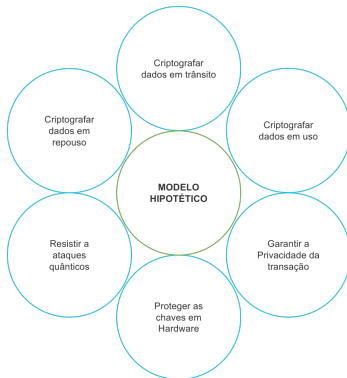 Criptografar
dados em trânsito
Criptografar
dados em
repouso
Criptografar
dados em uso
MODELO
HIPOTÉTICO
Resistir a
ataques
quânticos
Garantir a
Privacidade da
transação
Proteger as
chaves em
Hardware